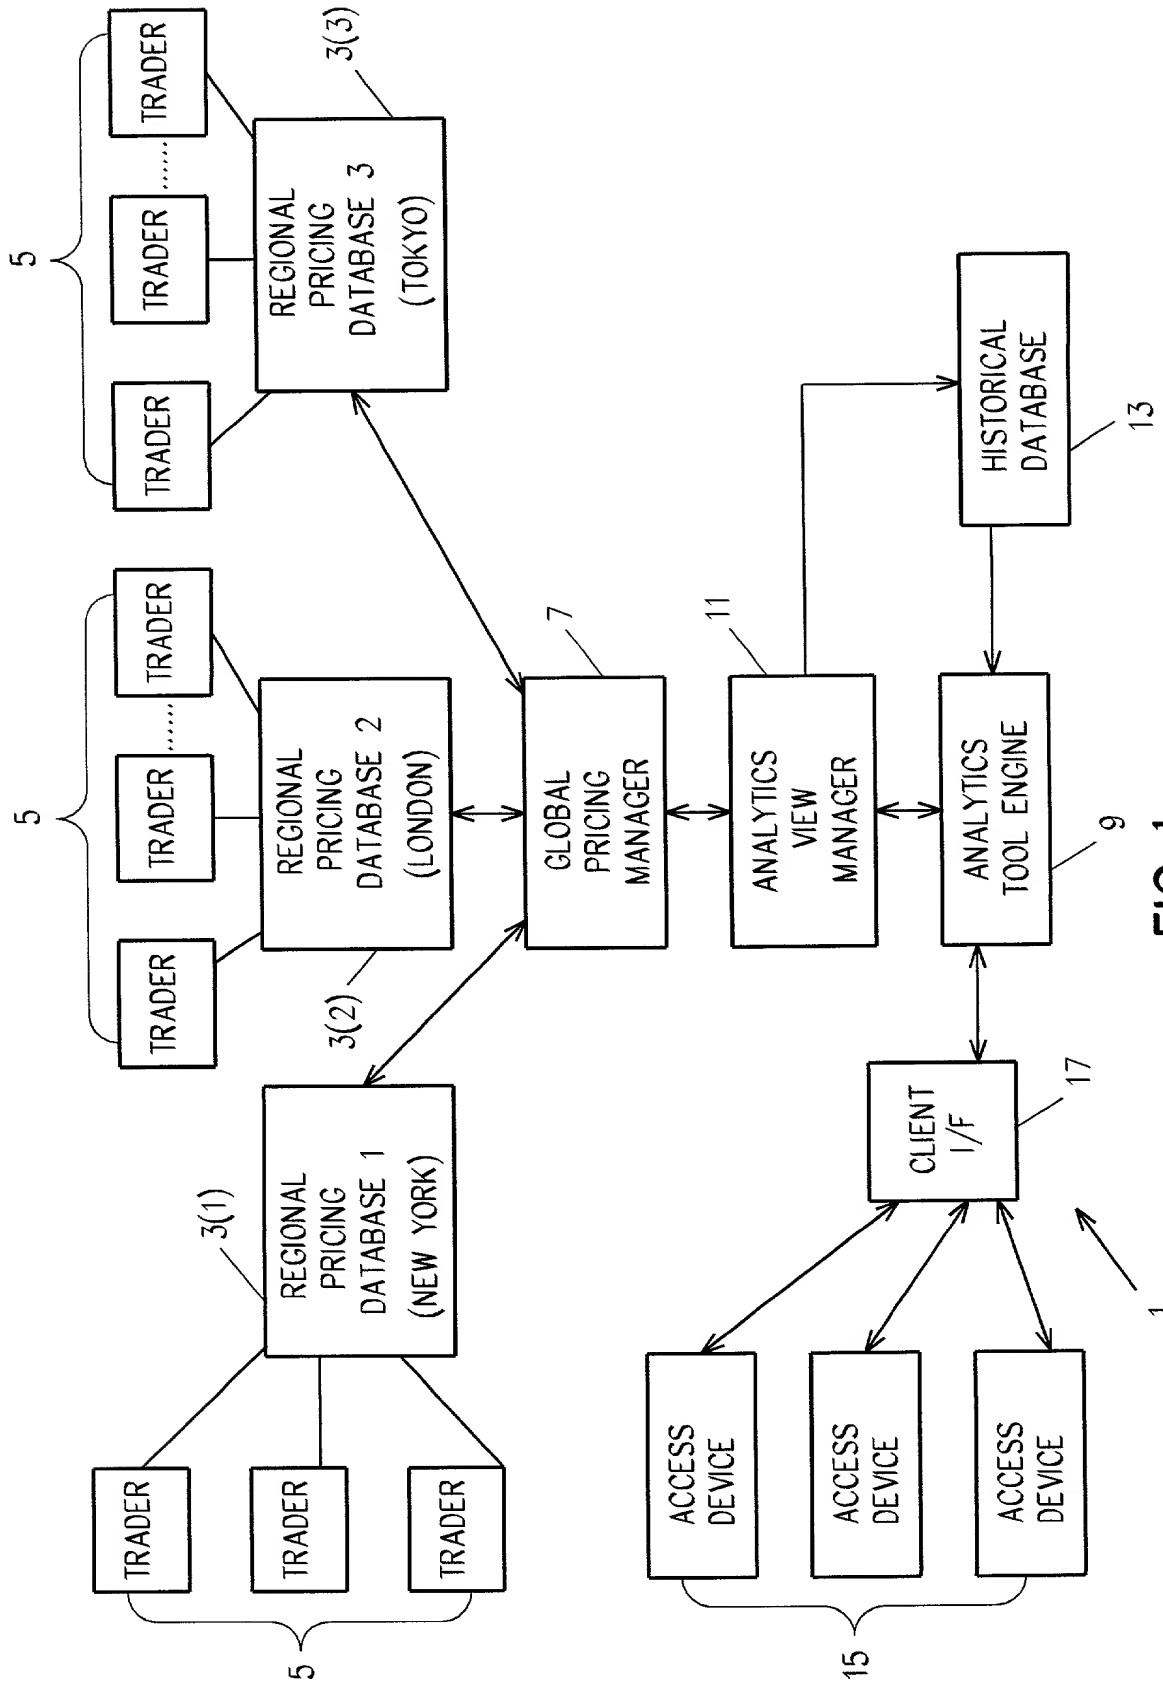 5
TRADER
TRADER
TRADER
3(1)
REGIONAL
PRICING
DATABASE 1
(NEW YORK)
5
TRADER
TRADER
......
TRADER
3(2)
REGIONAL
PRICING
DATABASE 2
(LONDON)
5
TRADER
TRADER
......
TRADER
3(3)
REGIONAL
PRICING
DATABASE 3
(TOKYO)
GLOBAL
PRICING
MANAGER
7
ANALYTICS
VIEW
MANAGER
11
HISTORICAL
DATABASE
13
ANALYTICS
TOOL ENGINE
9
CLIENT
I/F
17
ACCESS
DEVICE
ACCESS
DEVICE
ACCESS
DEVICE
15
1
FIG. 1